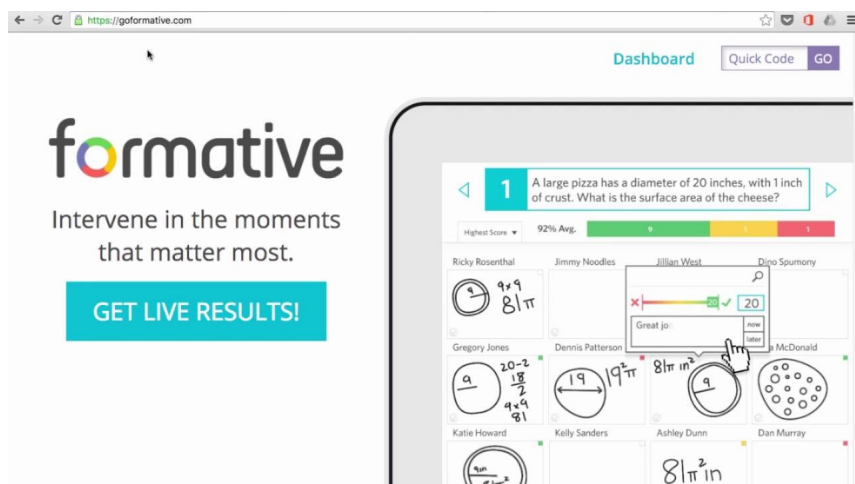 https://goformative.com
Dashboard
Quick Code
GO
formative
Intervene in the moments
that matter most.
GET LIVE RESULTS!
1
A large pizza has a diameter of 20 inches, with 1 inch
of crust. What is the surface area of the cheese?
Highest Score
92% Avg.
9
1
1
Ricky Rosenthal
Jimmy Noodles
Jillian West
Dino Spumony
9
9×9
81π
20
20
Great jo
now
later
Gregory Jones
Dennis Patterson
McDonald
9
20-2
18
2
9×9
81
19
19²π
81π in²
9
Katie Howard
Kelly Sanders
Ashley Dunn
Dan Murray
9in
81π²in